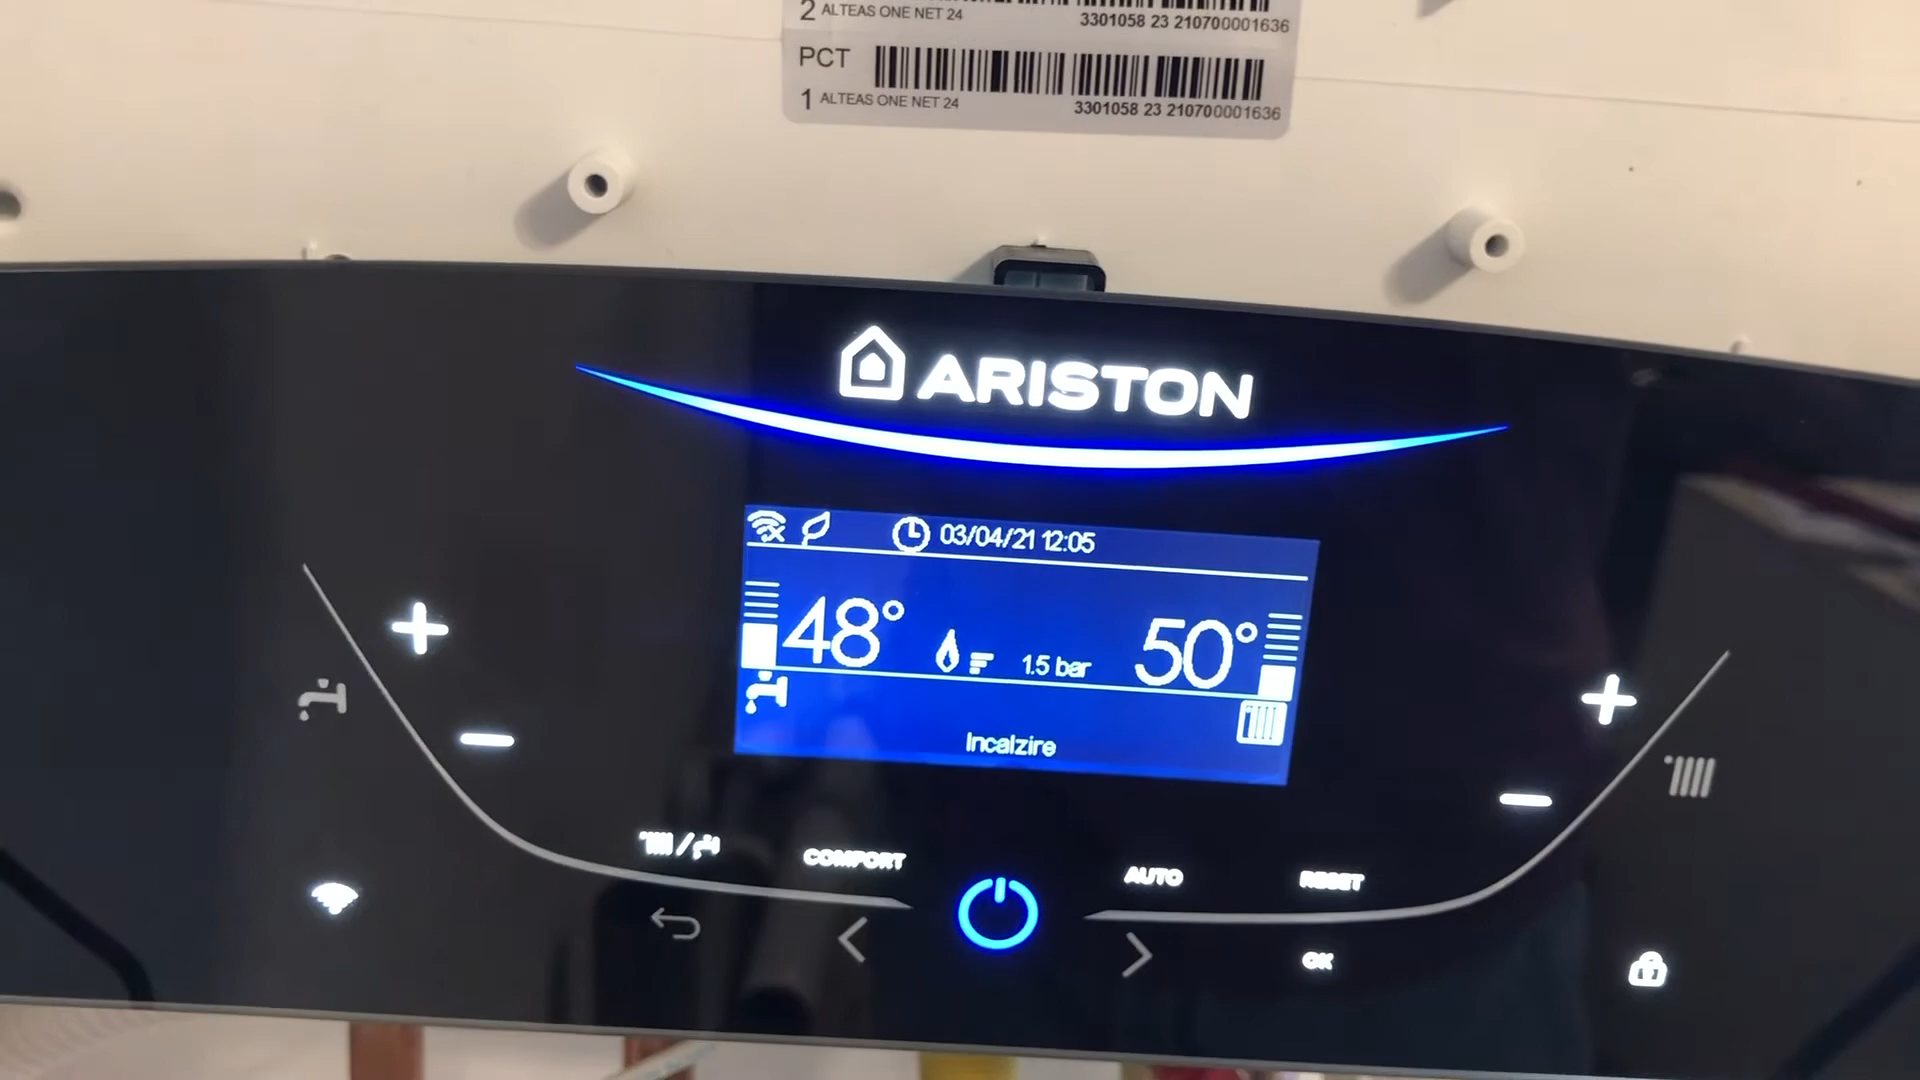 2 ALTEAS ONE NET 24 3301058 23 210700001636
PCT
1 ALTEAS ONE NET 24 3301058 23 210700001636
ARISTON
03/04/21 12:05
48° 1.5 bar 50°
Incalzire
COMFORT AUTO RESET
OK